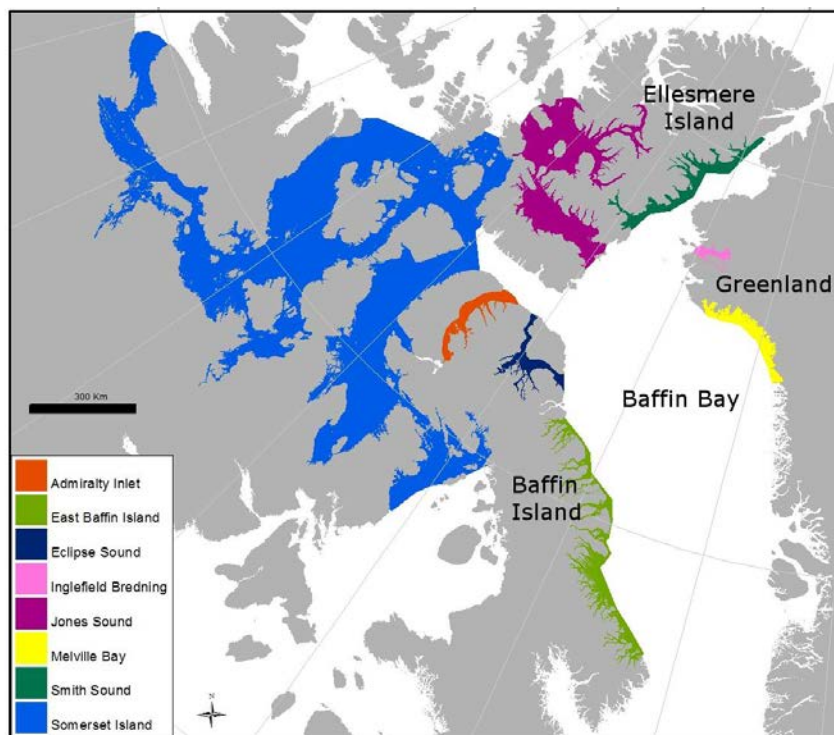 Ellesmere
Island
Greenland
Baffin Bay
Baffin
Island
300 Km
Admiralty Inlet
East Baffin Island
Eclipse Sound
Inglefield Bredning
Jones Sound
Melville Bay
Smith Sound
Somerset Island
N